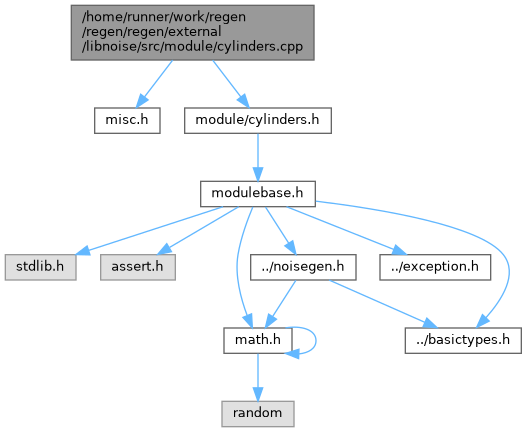 /home/runner/work/regen
/regen/regen/external
/libnoise/src/module/cylinders.cpp
misc.h
module/cylinders.h
modulebase.h
stdlib.h
assert.h
../noisegen.h
../exception.h
math.h
../basictypes.h
random